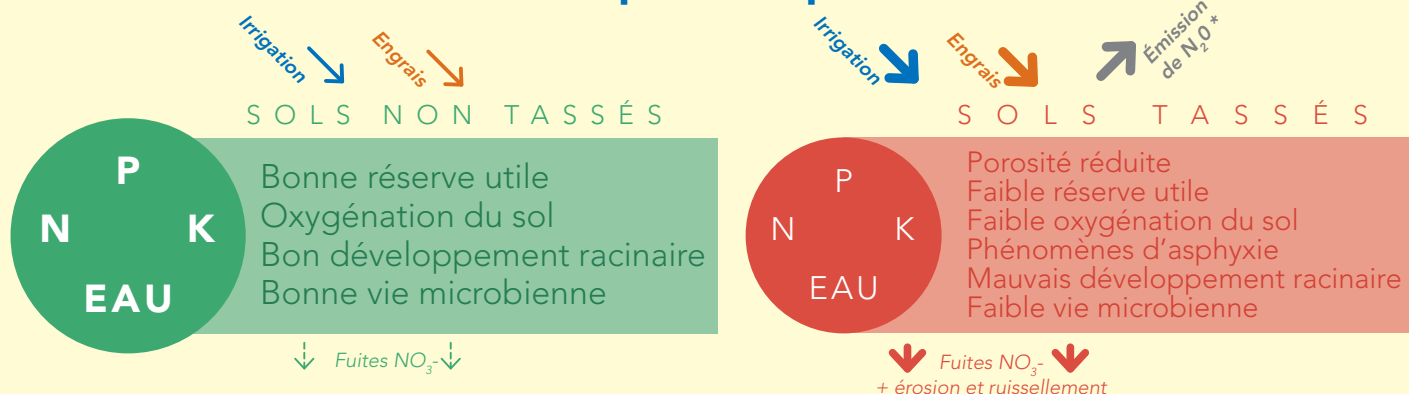 Irrigation
Engrais
SOLS NON TASSÉS
P
N K
EAU
Bonne réserve utile
Oxygénation du sol
Bon développement racinaire
Bonne vie microbienne
Fuites NO3-
Irrigation
Engrais
Émission
de N20 *
SOLS TASSÉS
P
N K
EAU
Porosité réduite
Faible réserve utile
Faible oxygénation du sol
Phénomènes d’asphyxie
Mauvais développement racinaire
Faible vie microbienne
Fuites NO3-
+ érosion et ruissellement